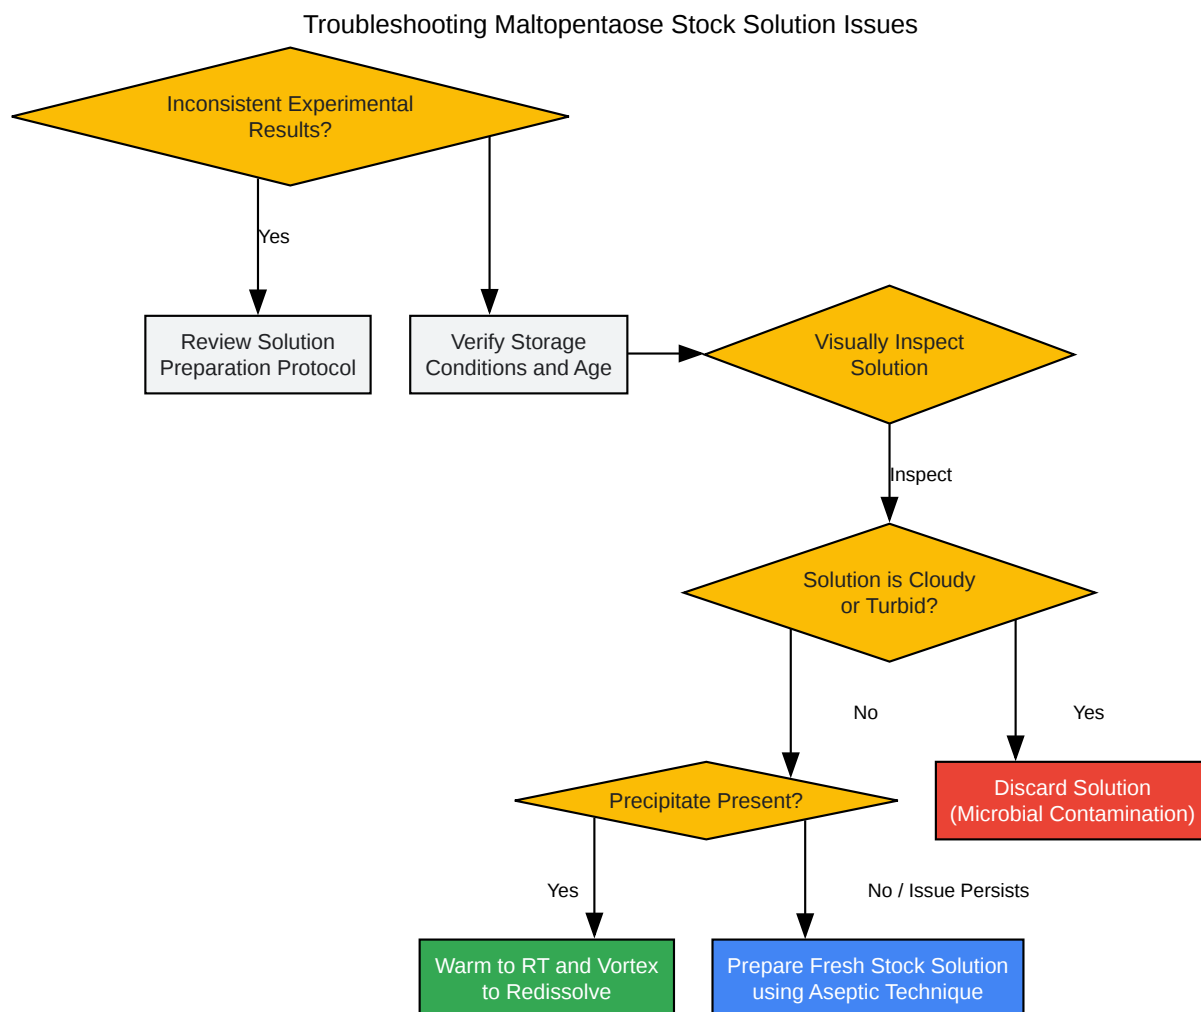 Troubleshooting Maltopentaose Stock Solution Issues
Inconsistent Experimental
Results?
Yes
Review Solution
Preparation Protocol
Verify Storage
Conditions and Age
Visually Inspect
Solution
Inspect
Solution is Cloudy
or Turbid?
No
Yes
Precipitate Present?
Discard Solution
(Microbial Contamination)
Yes
No / Issue Persists
Warm to RT and Vortex
to Redissolve
Prepare Fresh Stock Solution
using Aseptic Technique